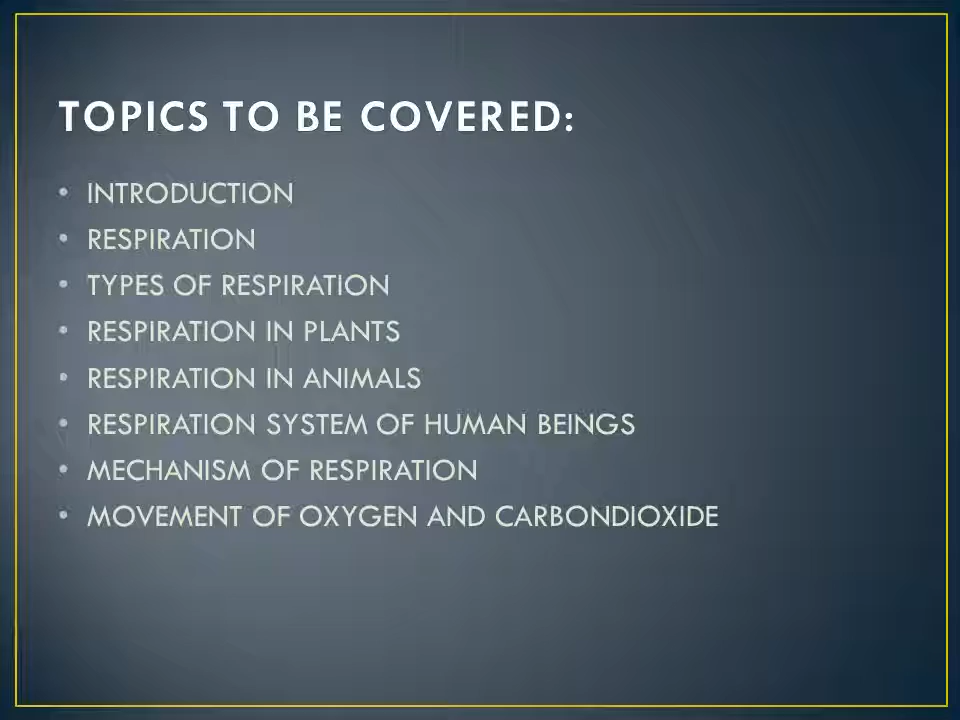 TOPICS TO BE COVERED:
• INTRODUCTION
• RESPIRATION
• TYPES OF RESPIRATION
• RESPIRATION IN PLANTS
• RESPIRATION IN ANIMALS
• RESPIRATION SYSTEM OF HUMAN BEINGS
• MECHANISM OF RESPIRATION
• MOVEMENT OF OXYGEN AND CARBONDIOXIDE